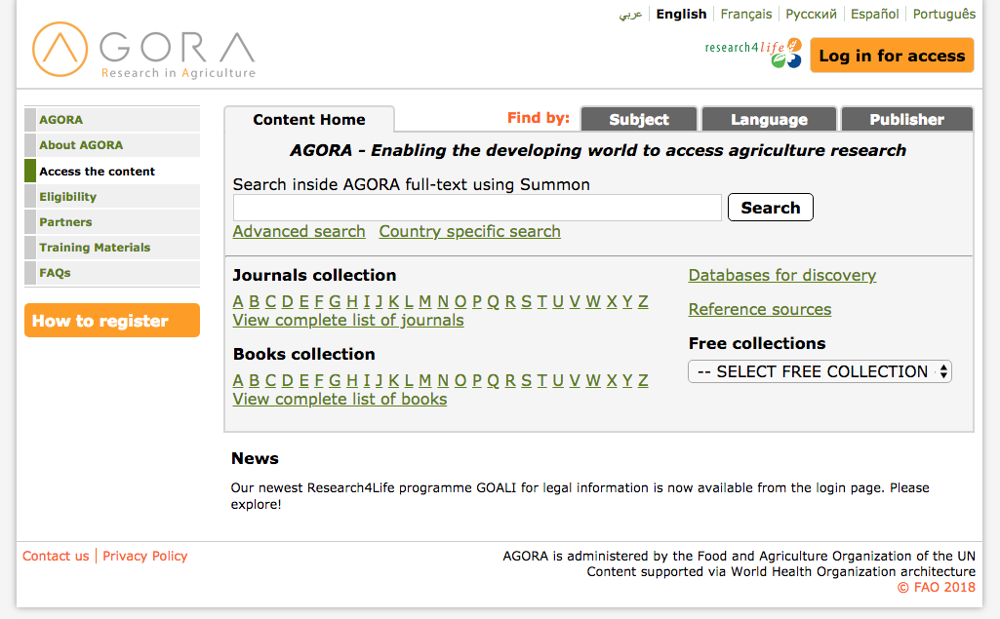 عربي English Français Русский Español Português
AGORA
Research in Agriculture
research4life
Log in for access
AGORA
About AGORA
Access the content
Eligibility
Partners
Training Materials
FAQs
How to register
Content Home Find by: Subject Language Publisher
AGORA - Enabling the developing world to access agriculture research
Search inside AGORA full-text using Summon
Search
Advanced search Country specific search
Journals collection
A B C D E F G H I J K L M N O P Q R S T U V W X Y Z
View complete list of journals
Books collection
A B C D E F G H I J K L M N O P Q R S T U V W X Y Z
View complete list of books
Databases for discovery
Reference sources
Free collections
-- SELECT FREE COLLECTION
News
Our newest Research4Life programme GOALI for legal information is now available from the login page. Please
explore!
Contact us | Privacy Policy
AGORA is administered by the Food and Agriculture Organization of the UN
Content supported via World Health Organization architecture
© FAO 2018